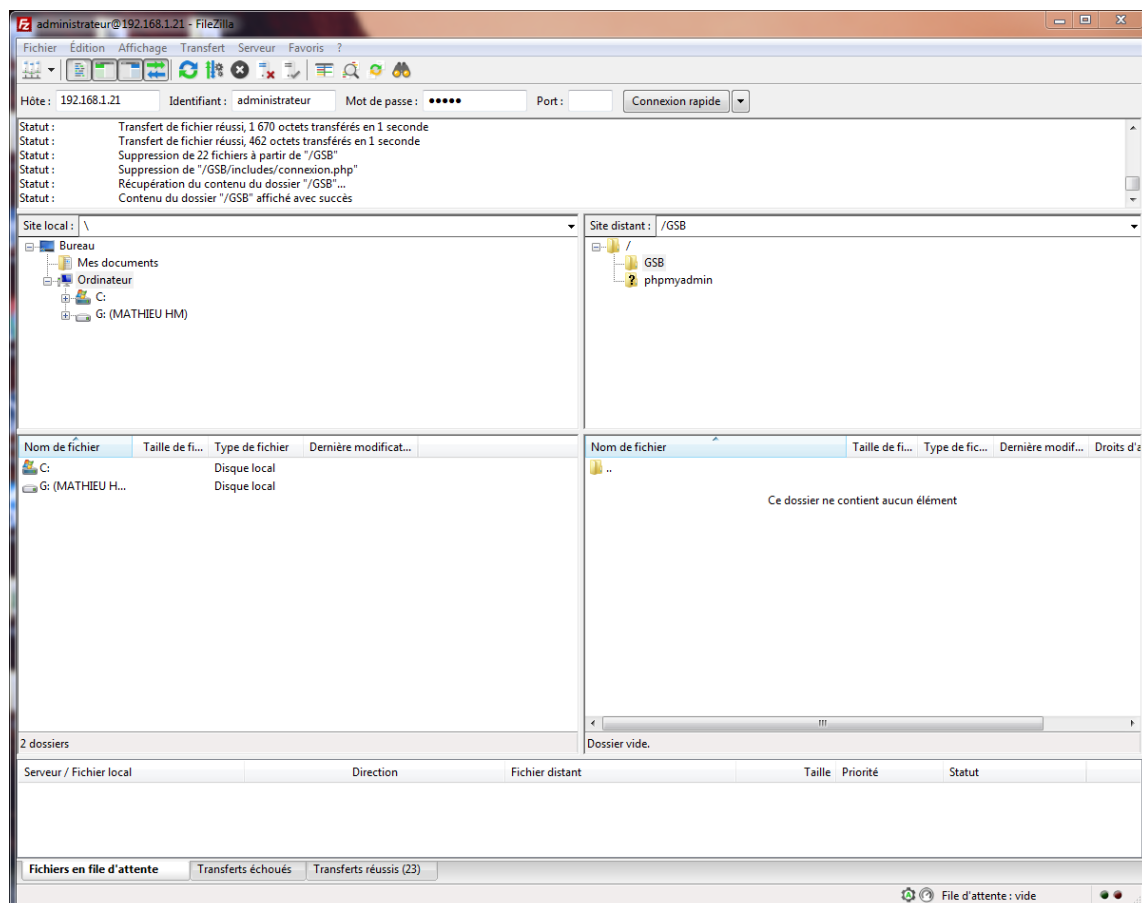 administrateur@192.168.1.21 - FileZilla
Fichier Édition Affichage Transfert Serveur Favoris ?
Hôte : 192.168.1.21 Identifiant : administrateur Mot de passe : ●●●●● Port : Connexion rapide
Statut : Transfert de fichier réussi, 1 670 octets transférés en 1 seconde
Statut : Transfert de fichier réussi, 462 octets transférés en 1 seconde
Statut : Suppression de 22 fichiers à partir de "/GSB"
Statut : Suppression de "/GSB/includes/connexion.php"
Statut : Récupération du contenu du dossier "/GSB"...
Statut : Contenu du dossier "/GSB" affiché avec succès
Site local : \
Bureau
Mes documents
Ordinateur
C:
G: (MATHIEU HM)
Site distant : /GSB
/
GSB
phpmyadmin
Nom de fichier Taille de fi... Type de fichier Dernière modificat...
C: Disque local
G: (MATHIEU H... Disque local
2 dossiers
Nom de fichier Taille de fi... Type de fic... Dernière modif... Droits d'a
..
Ce dossier ne contient aucun élément
Dossier vide.
Serveur / Fichier local Direction Fichier distant Taille Priorité Statut
Fichiers en file d'attente Transferts échoués Transferts réussis (23)
File d'attente : vide